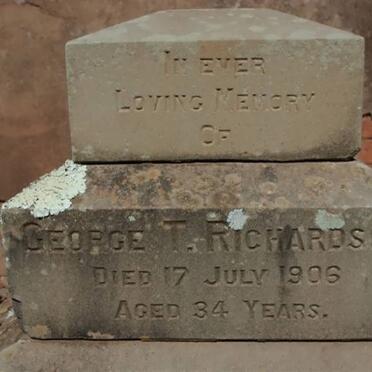 IN EVER
LOVING MEMORY
OF
GEORGE T. RICHARDS
DIED 17 JULY 1906
AGED 34 YEARS.